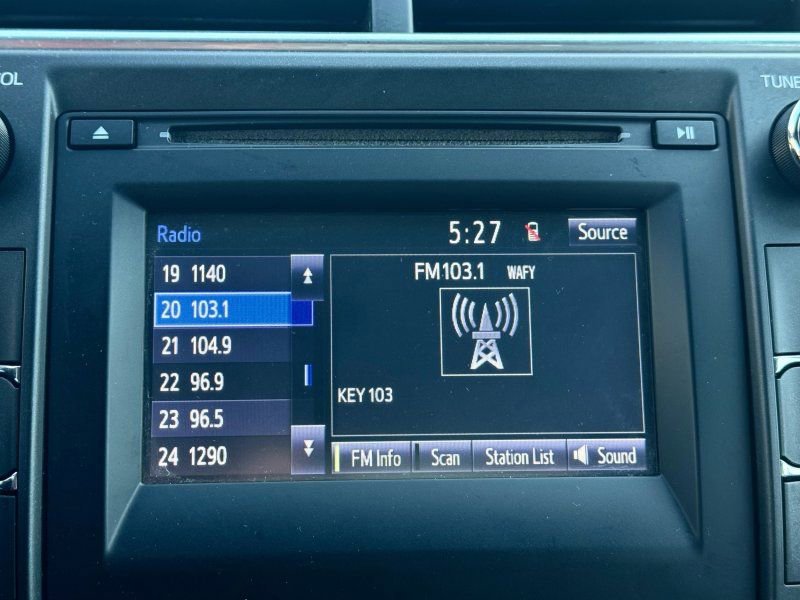 OL
TUNE
Radio
5:27
Source
19 1140
20 103.1
21 104.9
22 96.9
23 96.5
24 1290
FM103.1 WAFY
KEY 103
FM Info
Scan
Station List
Sound